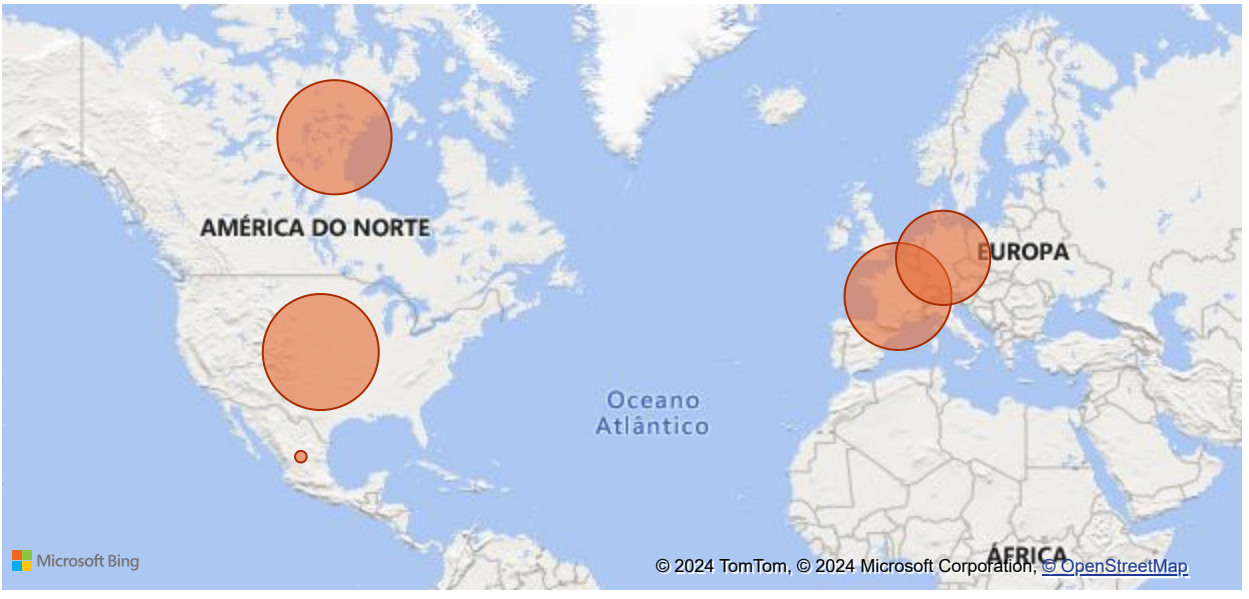 AMÉRICA DO NORTE
EUROPA
Oceano
Atlântico
ÁFRICA
Microsoft Bing
© 2024 TomTom, © 2024 Microsoft Corporation, © OpenStreetMap